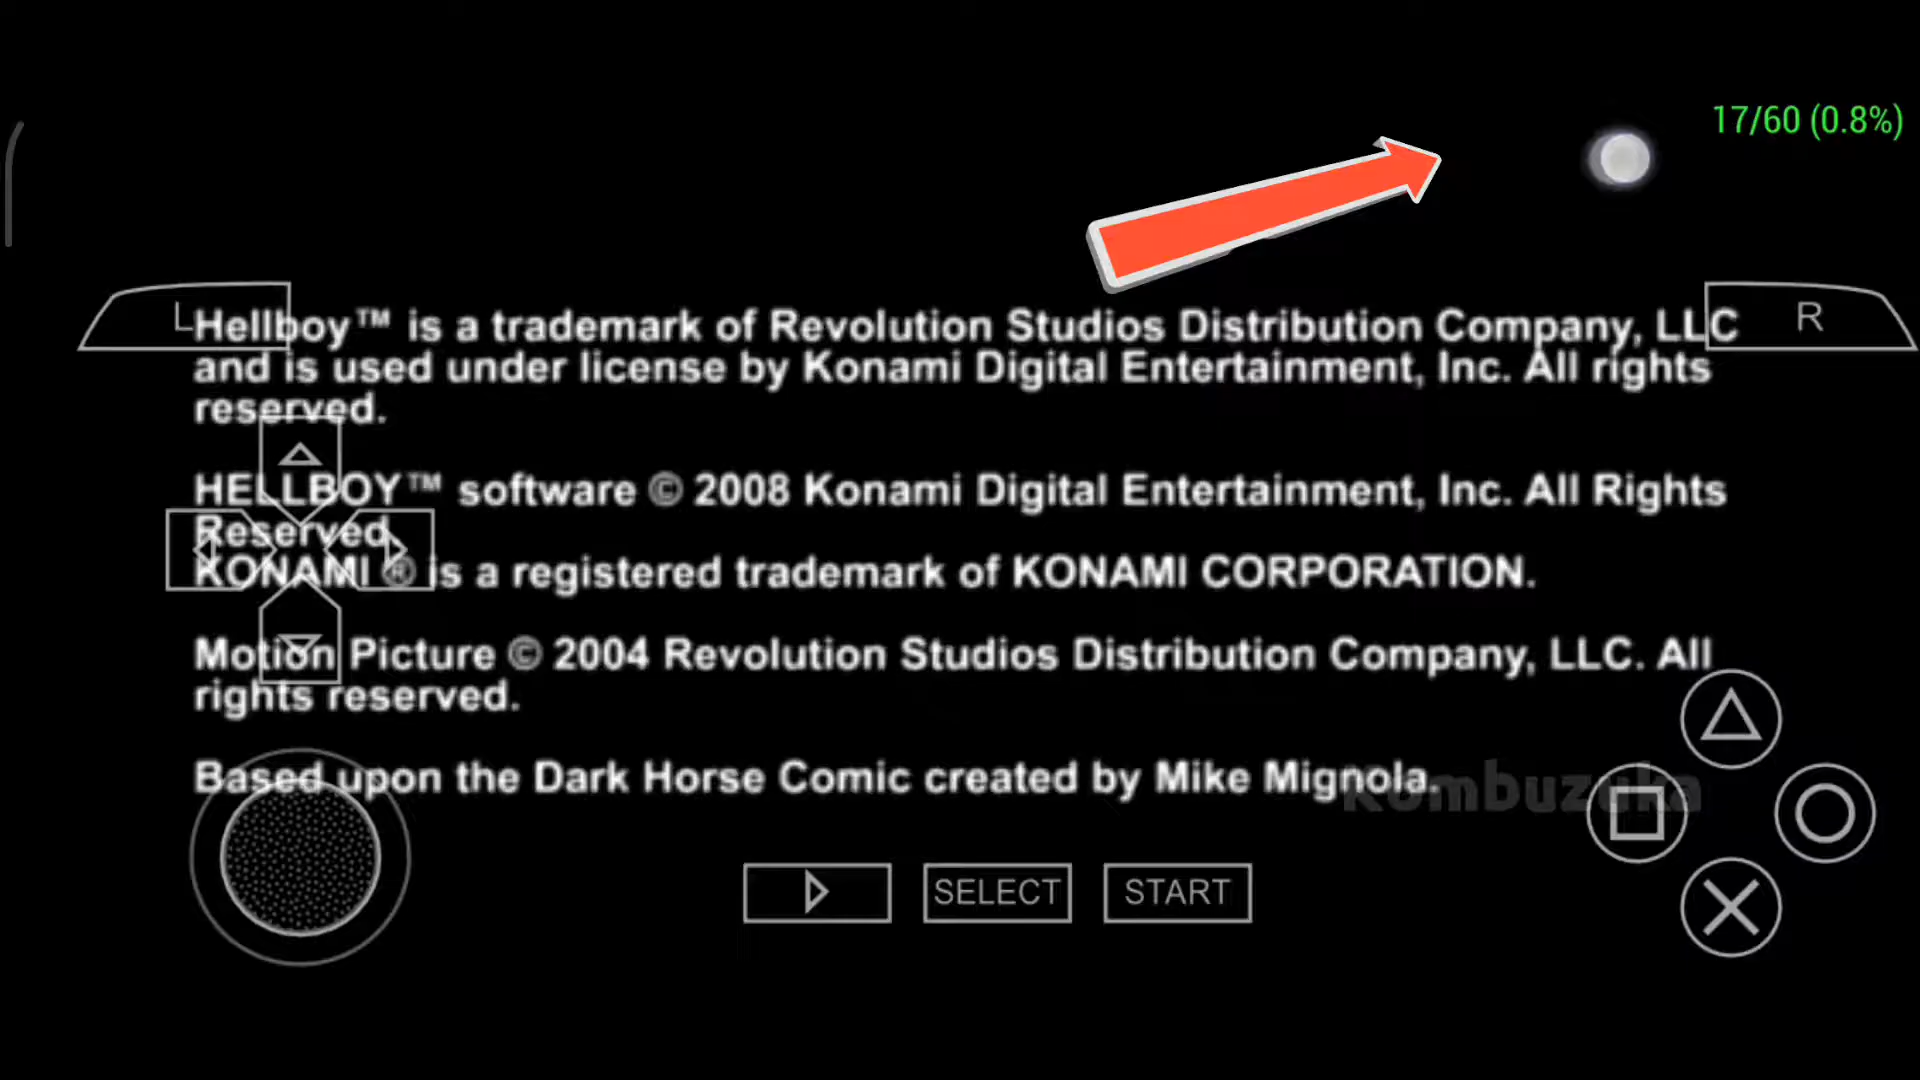 17/60 (0.8%)
L
R
Hellboy™ is a trademark of Revolution Studios Distribution Company, LLC
and is used under license by Konami Digital Entertainment, Inc. All rights
reserved.
HELLBOY™ software © 2008 Konami Digital Entertainment, Inc. All Rights
Reserved
KONAMI ® is a registered trademark of KONAMI CORPORATION.
Motion Picture © 2004 Revolution Studios Distribution Company, LLC. All
rights reserved.
Based upon the Dark Horse Comic created by Mike Mignola.
Kombuzuka
SELECT
START